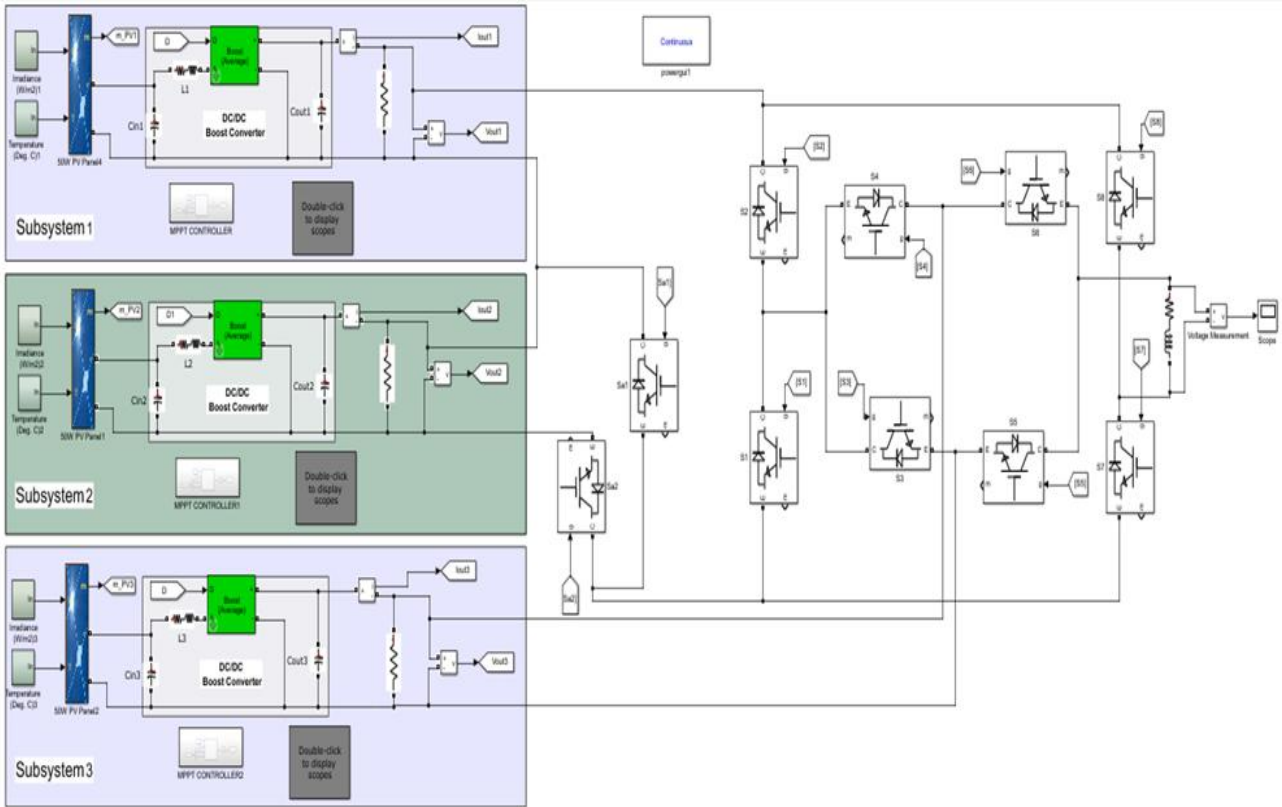 m_PV1
D
D
Boost
(Average)
Iout1
In
Irradiance
(W/m2)1
L1
Cin1
Cout1
DC/DC
Boost Converter
In
Temperature
(Deg. C)1
50W PV Panel4
Vout1
MPPT CONTROLLER
Double-click
to display
scopes
Subsystem 1
m_PV2
D1
D
Boost
(Average)
Iout2
In
Irradiance
(W/m2)2
L2
Cin2
Cout2
DC/DC
Boost Converter
In
Temperature
(Deg. C)2
50W PV Panel1
Vout2
MPPT CONTROLLER1
Double-click
to display
scopes
Subsystem 2
m_PV3
D
Boost
(Average)
Iout3
In
Irradiance
(W/m2)3
L3
Cin3
Cout3
DC/DC
Boost Converter
In
Temperature
(Deg. C)3
50W PV Panel2
Vout3
MPPT CONTROLLER2
Double-click
to display
scopes
Subsystem 3
Continuous
powergui1
[S2]
S2
S4
[S4]
[S6]
S6
[S8]
S8
[Sa1]
Sa1
Sa2
[Sa2]
[S1]
S1
[S3]
S3
S5
[S5]
[S7]
S7
Voltage Measurement
Scope